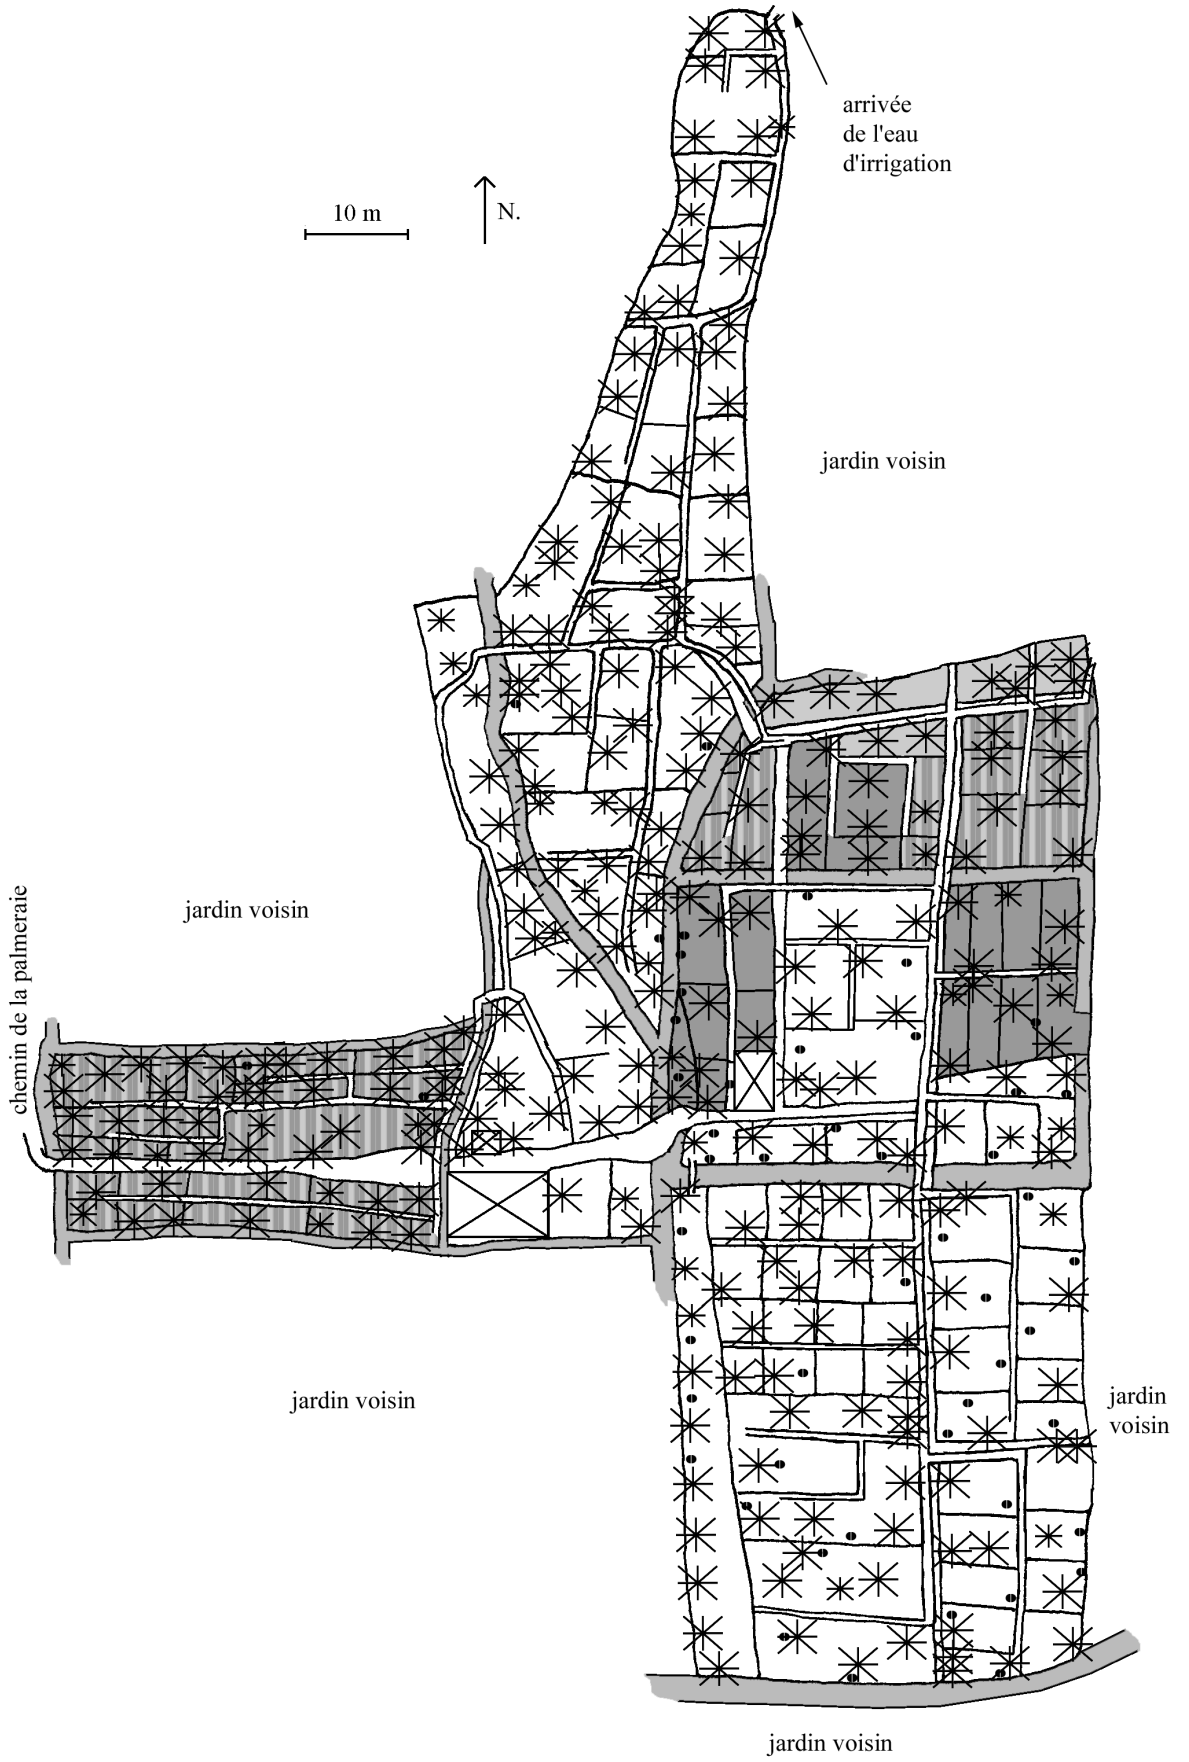 arrivée
de l'eau
d'irrigation
10 m
N.
jardin voisin
jardin voisin
chemin de la palmeraie
jardin voisin
jardin
voisin
jardin voisin